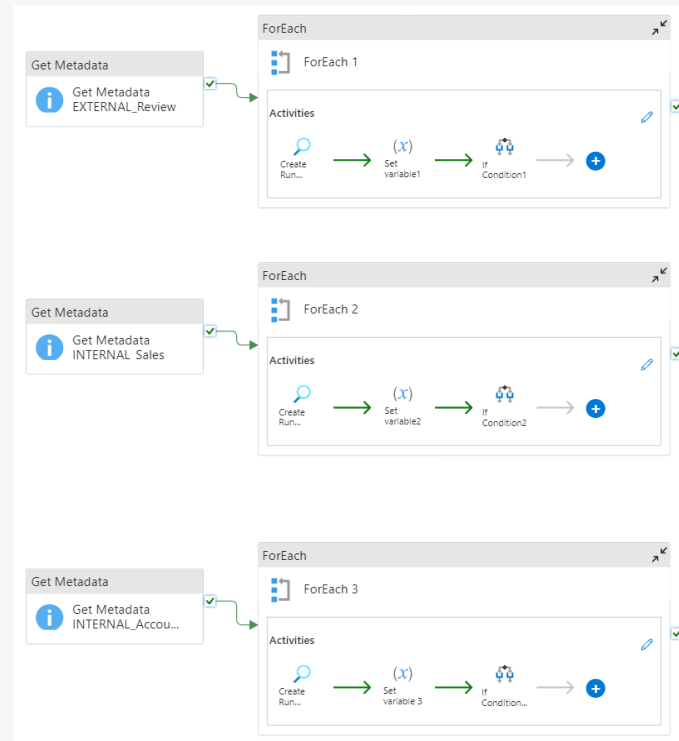 ForEach
Get Metadata
Get Metadata
EXTERNAL_Review
ForEach 1
Activities
Create
Run...
(x)
Set
variable1
If
Condition1
ForEach
Get Metadata
Get Metadata
INTERNAL Sales
ForEach 2
Activities
Create
Run...
(x)
Set
variable2
If
Condition2
ForEach
Get Metadata
Get Metadata
INTERNAL_Accou...
ForEach 3
Activities
Create
Run...
(x)
Set
variable 3
If
Condition...